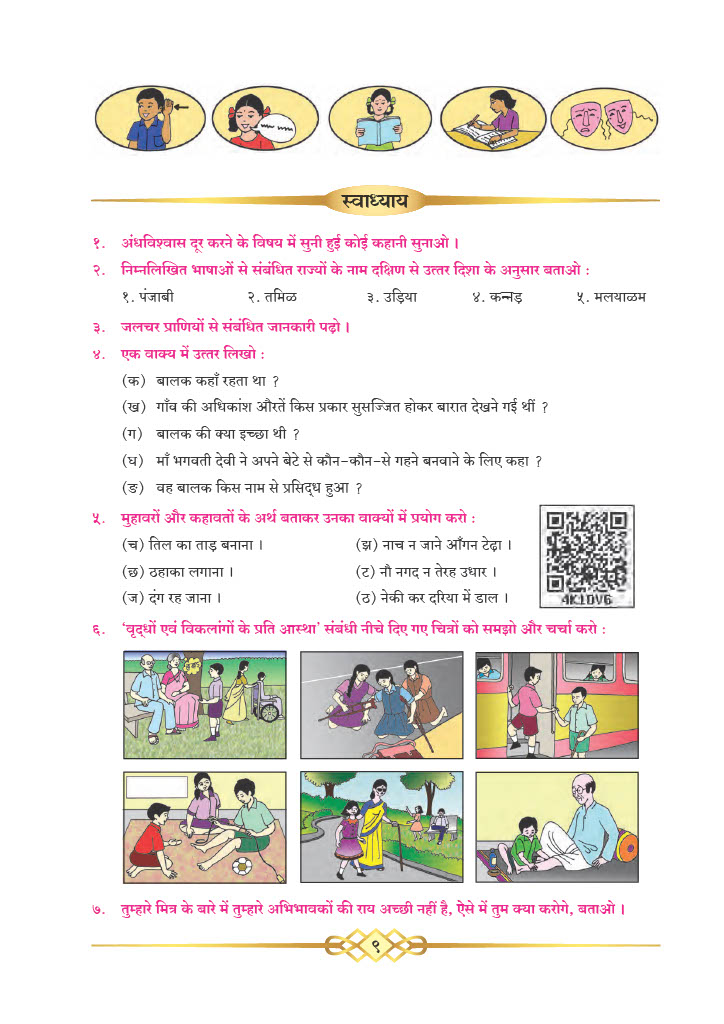 स्वाध्याय
१. अंधविश्वास दूर करने के विषय में सुनी हुई कोई कहानी सुनाओ ।
२. निम्नलिखित भाषाओं से संबंधित राज्यों के नाम दक्षिण से उत्तर दिशा के अनुसार बताओ :
१. पंजाबी २. तमिळ ३. उड़िया ४. कन्नड़ ५. मलयाळम
३. जलचर प्राणियों से संबंधित जानकारी पढ़ो ।
४. एक वाक्य में उत्तर लिखो :
(क) बालक कहाँ रहता था ?
(ख) गाँव की अधिकांश औरतें किस प्रकार सुसज्जित होकर बारात देखने गई थीं ?
(ग) बालक की क्या इच्छा थी ?
(घ) माँ भगवती देवी ने अपने बेटे से कौन-कौन-से गहने बनवाने के लिए कहा ?
(ङ) वह बालक किस नाम से प्रसिद्ध हुआ ?
५. मुहावरों और कहावतों के अर्थ बताकर उनका वाक्यों में प्रयोग करो :
(च) तिल का ताड़ बनाना । (झ) नाच न जाने आँगन टेढ़ा ।
(छ) ठहाका लगाना । (ट) नौ नगद न तेरह उधार ।
(ज) दंग रह जाना । (ठ) नेकी कर दरिया में डाल ।
4K1DV6
६. ‘वृद्धों एवं विकलांगों के प्रति आस्था’ संबंधी नीचे दिए गए चित्रों को समझो और चर्चा करो :
७. तुम्हारे मित्र के बारे में तुम्हारे अभिभावकों की राय अच्छी नहीं है, ऐसे में तुम क्या करोगे, बताओ ।
९